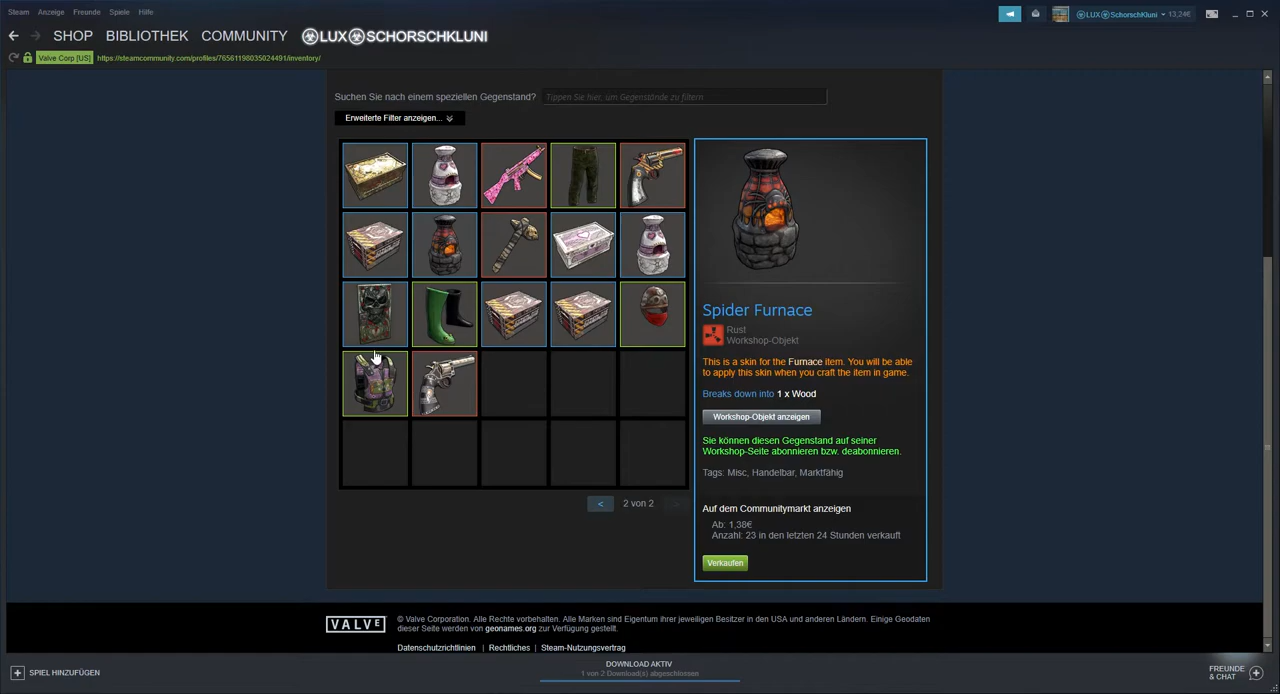 Steam Anzeige Freunde Spiele Hilfe
LUX SCHORSCHKLUNI 13,24€
SHOP BIBLIOTHEK COMMUNITY LUX SCHORSCHKLUNI
Valve Corp [US] https://steamcommunity.com/profiles/76561198035024491/inventory/
Suchen Sie nach einem speziellen Gegenstand? Tippen Sie hier, um Gegenstände zu filtern
Erweiterte Filter anzeigen...
Spider Furnace
Rust
Workshop-Objekt
This is a skin for the Furnace item. You will be able
to apply this skin when you craft the item in game.
Breaks down into 1 x Wood
Workshop-Objekt anzeigen
Sie können diesen Gegenstand auf seiner
Workshop-Seite abonnieren bzw. deabonnieren.
Tags: Misc, Handelbar, Marktfähig
< 2 von 2 >
Auf dem Communitymarkt anzeigen
Ab: 1,38€
Anzahl: 23 in den letzten 24 Stunden verkauft
Verkaufen
VALVE
© Valve Corporation. Alle Rechte vorbehalten. Alle Marken sind Eigentum ihrer jeweiligen Besitzer in den USA und anderen Ländern. Einige Geodaten
dieser Seite werden von geonames.org zur Verfügung gestellt.
Datenschutzrichtlinien | Rechtliches | Steam-Nutzungsvertrag
SPIEL HINZUFÜGEN
DOWNLOAD AKTIV
1 von 2 Download(s) abgeschlossen
FREUNDE
& CHAT